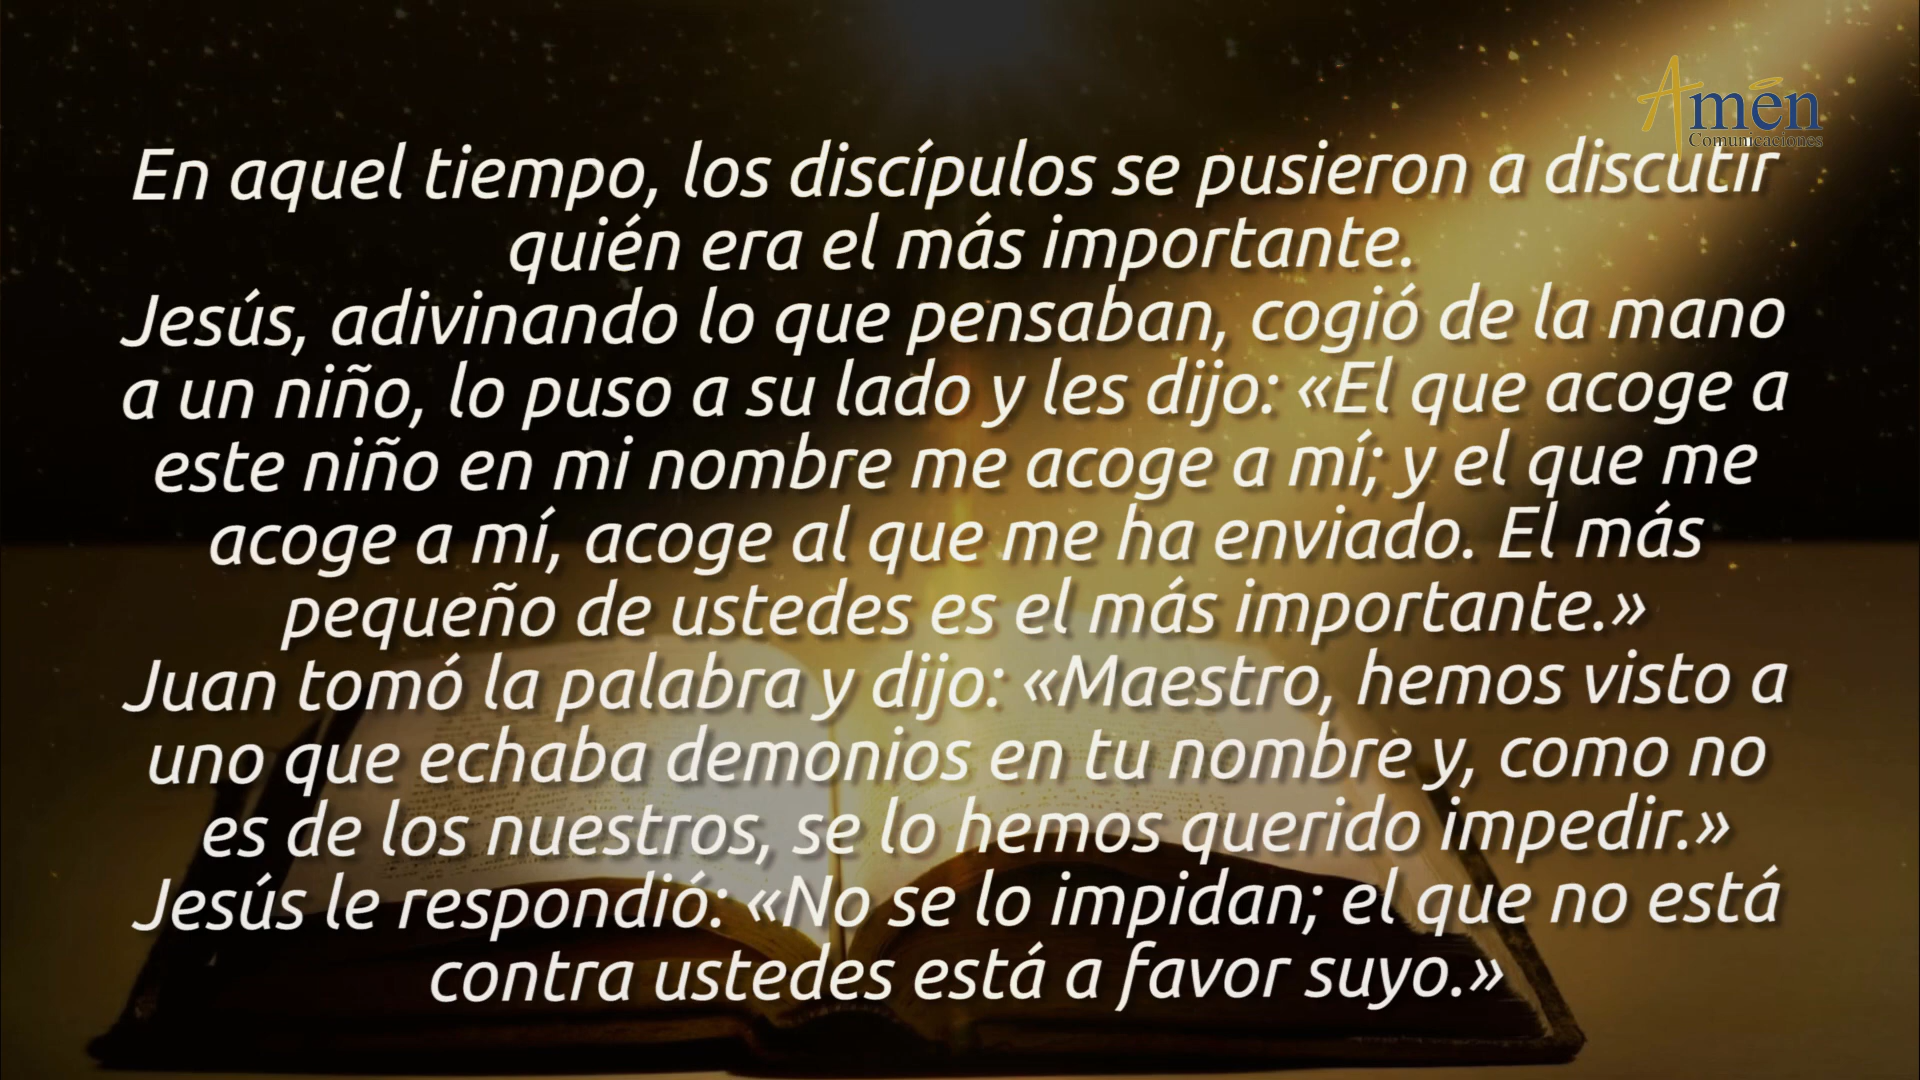 Amén
Comunicaciones
En aquel tiempo, los discípulos se pusieron a discutir
quién era el más importante.
Jesús, adivinando lo que pensaban, cogió de la mano
a un niño, lo puso a su lado y les dijo: «El que acoge a
este niño en mi nombre me acoge a mí; y el que me
acoge a mí, acoge al que me ha enviado. El más
pequeño de ustedes es el más importante.»
Juan tomó la palabra y dijo: «Maestro, hemos visto a
uno que echaba demonios en tu nombre y, como no
es de los nuestros, se lo hemos querido impedir.»
Jesús le respondió: «No se lo impidan; el que no está
contra ustedes está a favor suyo.»